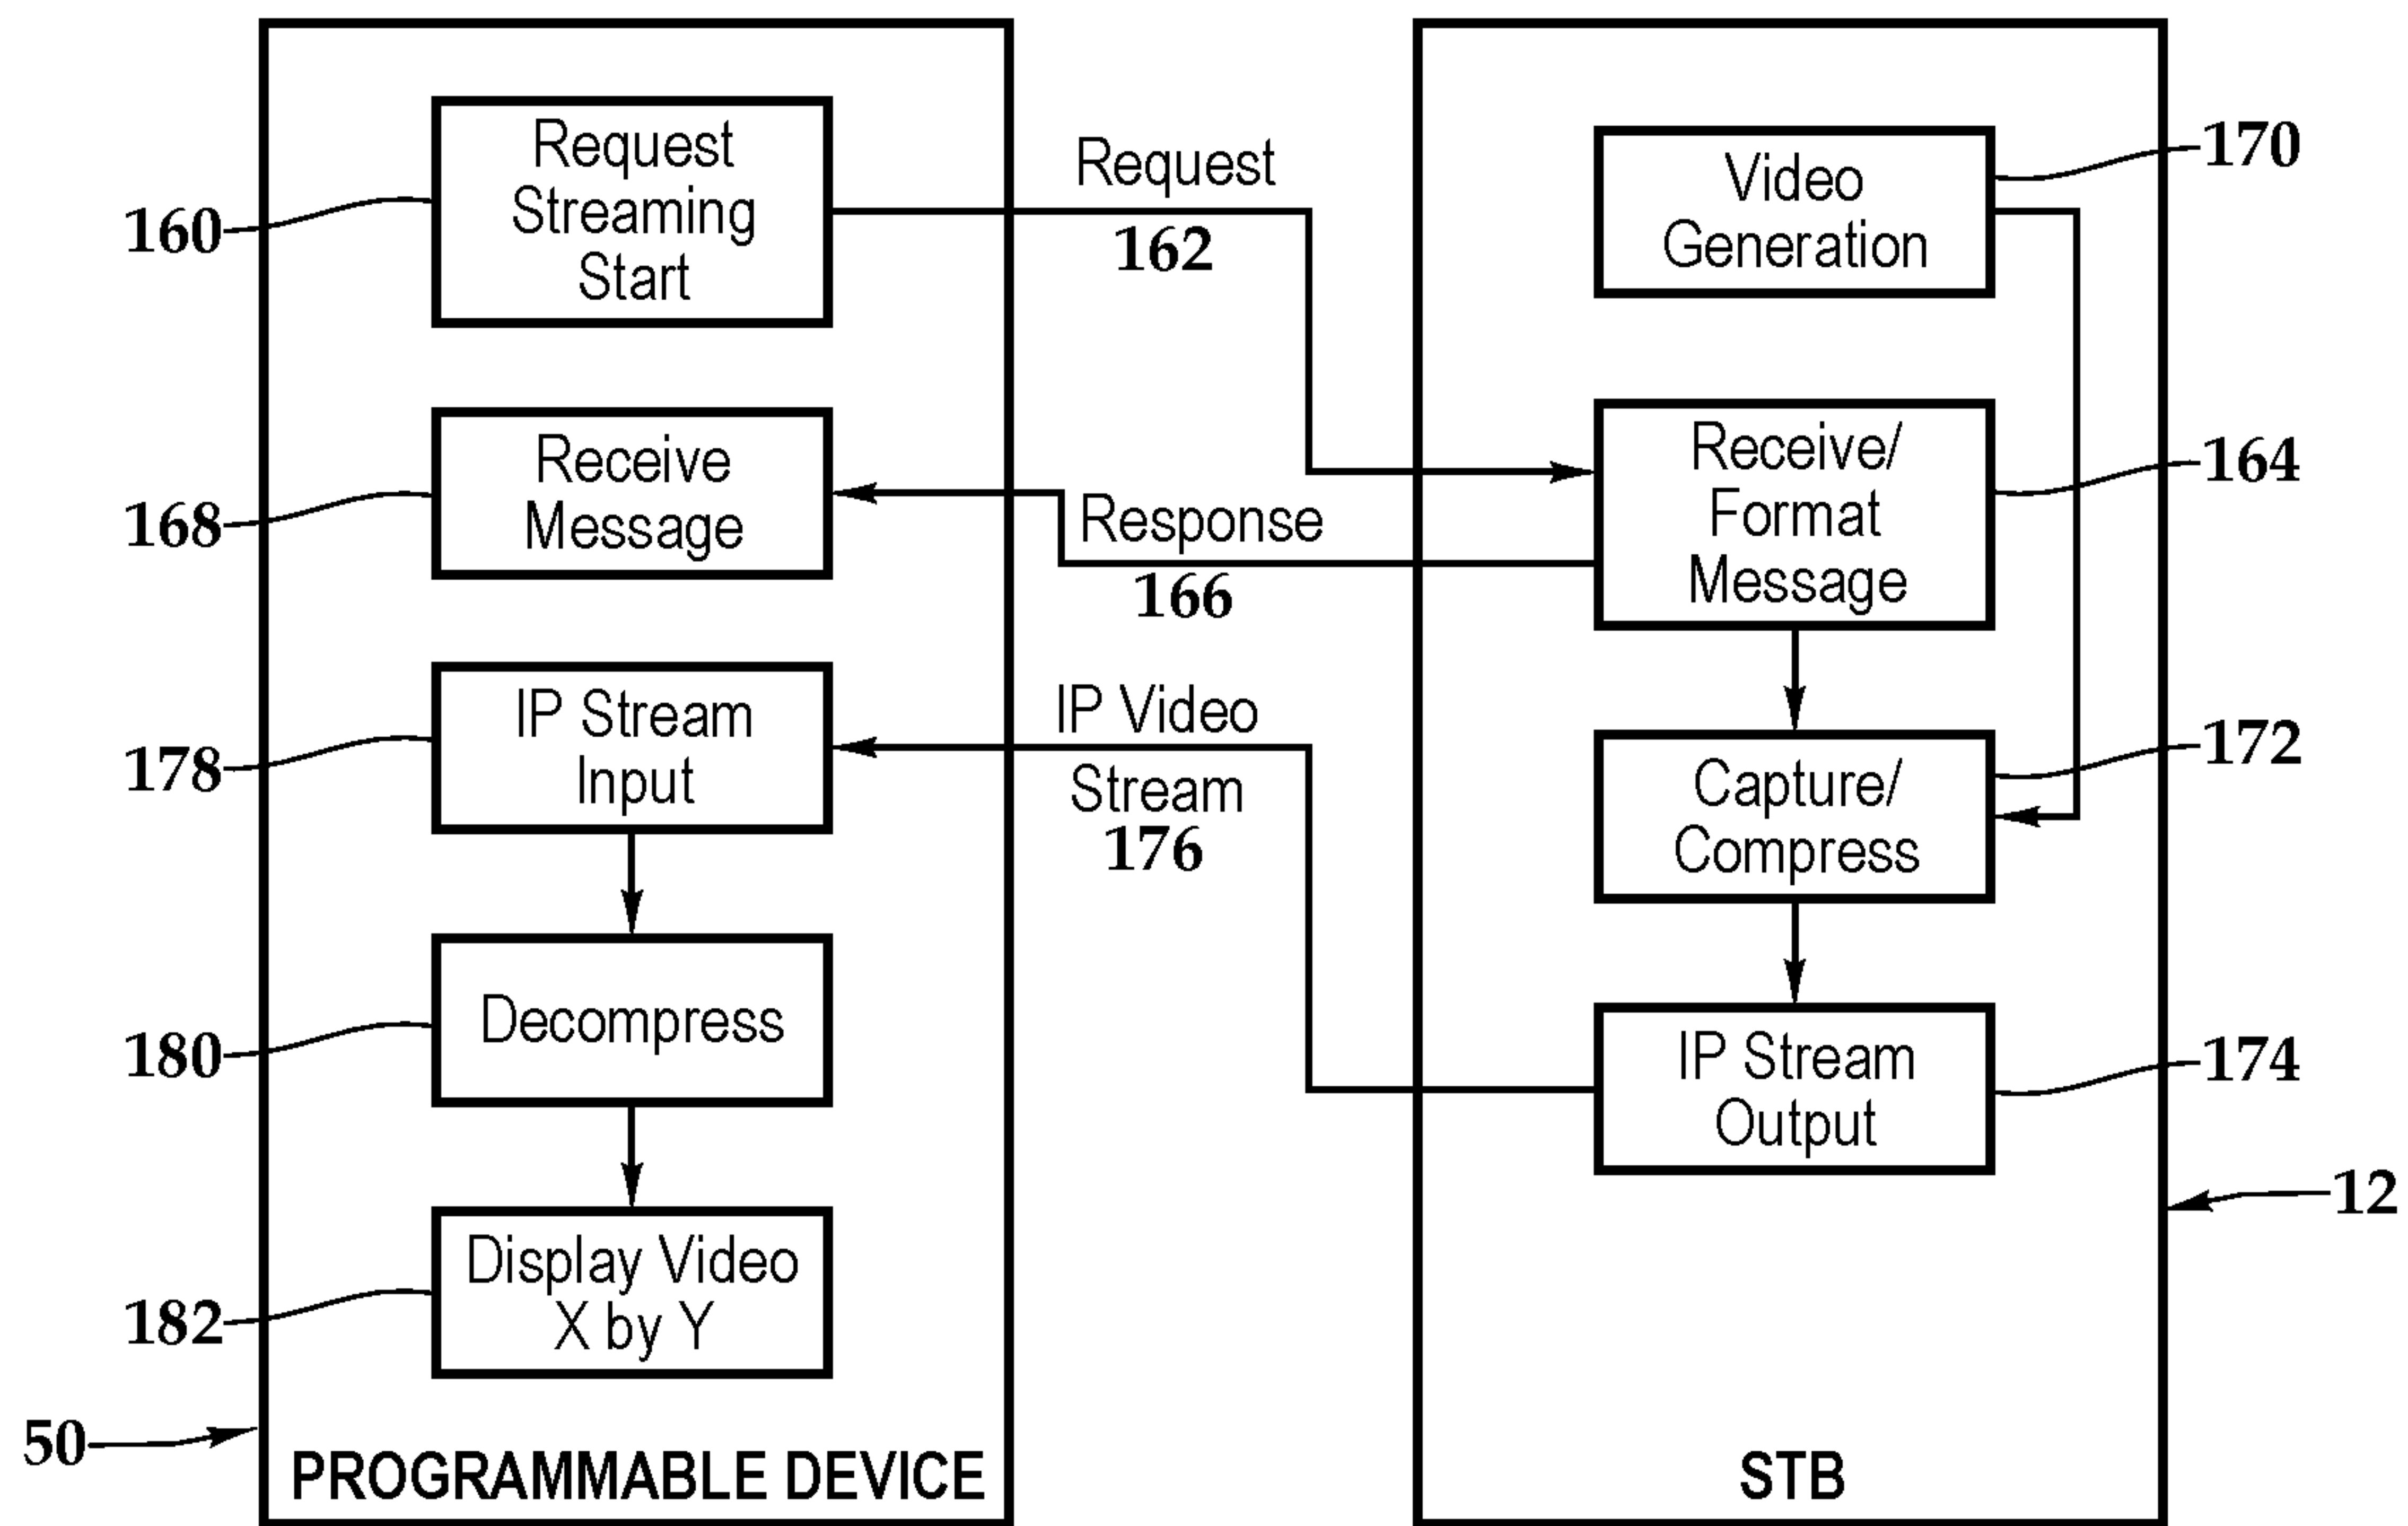 Request
Streaming
Start
160
Request
162
Video
Generation
170
Receive
Message
168
Response
166
Receive/
Format
Message
164
IP Stream
Input
178
IP Video
Stream
176
Capture/
Compress
172
Decompress
180
IP Stream
Output
174
12
Display Video
X by Y
182
50
PROGRAMMABLE DEVICE
STB